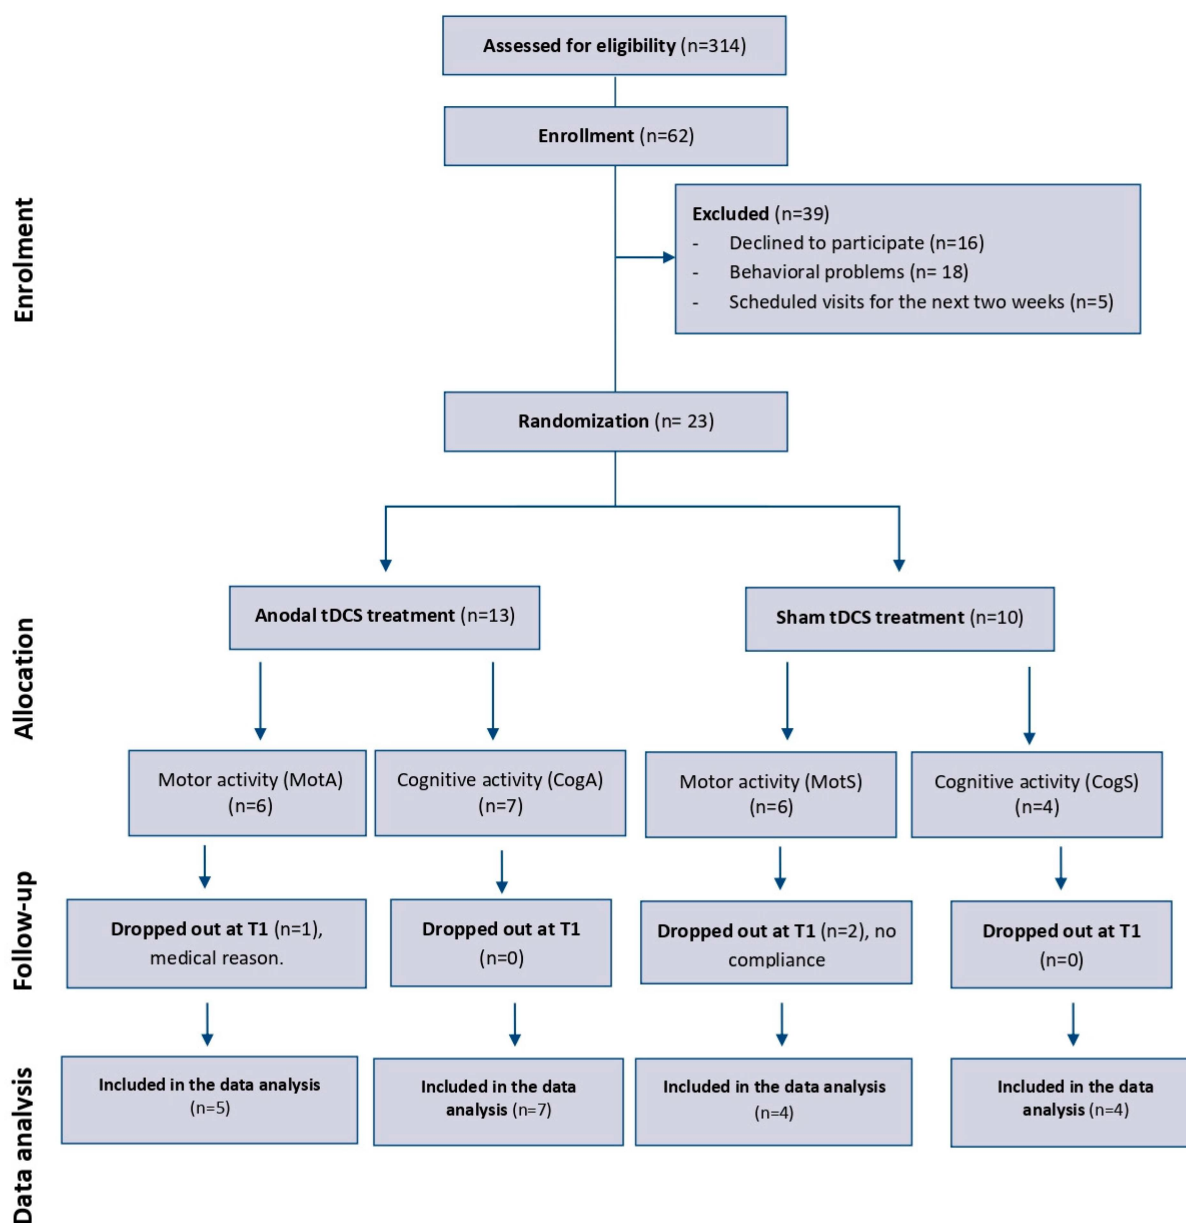 Assessed for eligibility (n=314)
Enrollment (n=62)
Enrolment
Excluded (n=39)
- Declined to participate (n=16)
- Behavioral problems (n= 18)
- Scheduled visits for the next two weeks (n=5)
Randomization (n= 23)
Allocation
Anodal tDCS treatment (n=13)
Sham tDCS treatment (n=10)
Motor activity (MotA)
(n=6)
Cognitive activity (CogA)
(n=7)
Motor activity (MotS)
(n=6)
Cognitive activity (CogS)
(n=4)
Follow-up
Dropped out at T1 (n=1),
medical reason.
Dropped out at T1
(n=0)
Dropped out at T1 (n=2), no
compliance
Dropped out at T1
(n=0)
Data analysis
Included in the data analysis
(n=5)
Included in the data
analysis (n=7)
Included in the data analysis
(n=4)
Included in the data
analysis (n=4)